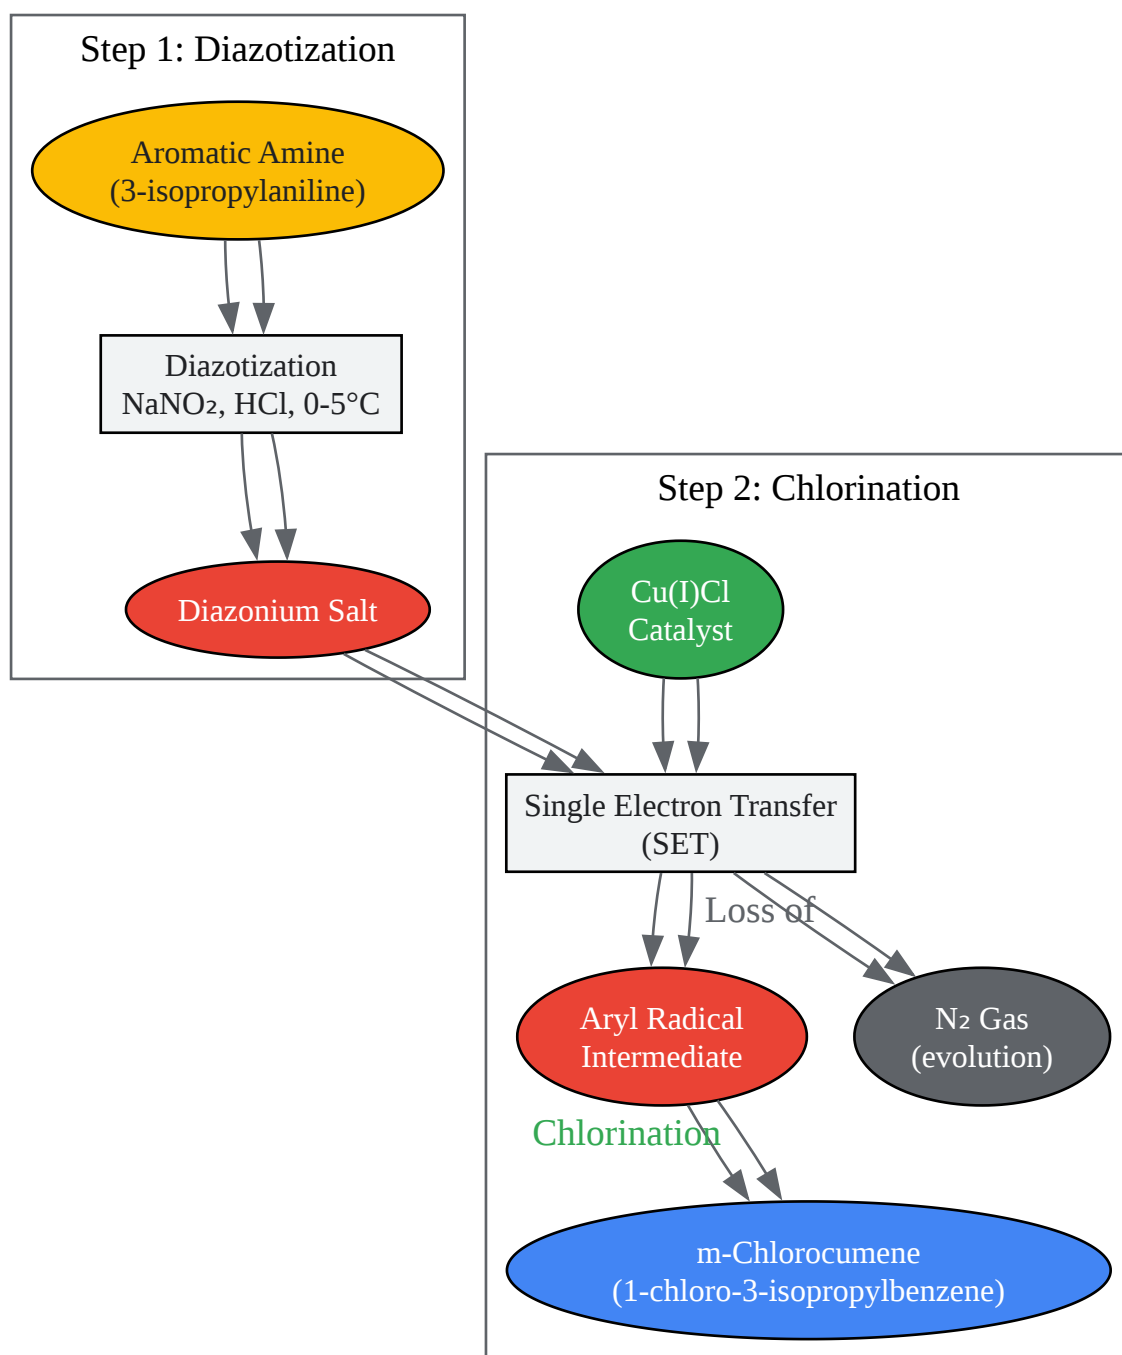 Step 1: Diazotization
Aromatic Amine
(3-isopropylaniline)
Diazotization
NaNO₂, HCl, 0-5°C
Diazonium Salt
Step 2: Chlorination
Cu(I)Cl
Catalyst
Single Electron Transfer
(SET)
Loss of
Aryl Radical
Intermediate
N₂ Gas
(evolution)
Chlorination
m-Chlorocumene
(1-chloro-3-isopropylbenzene)